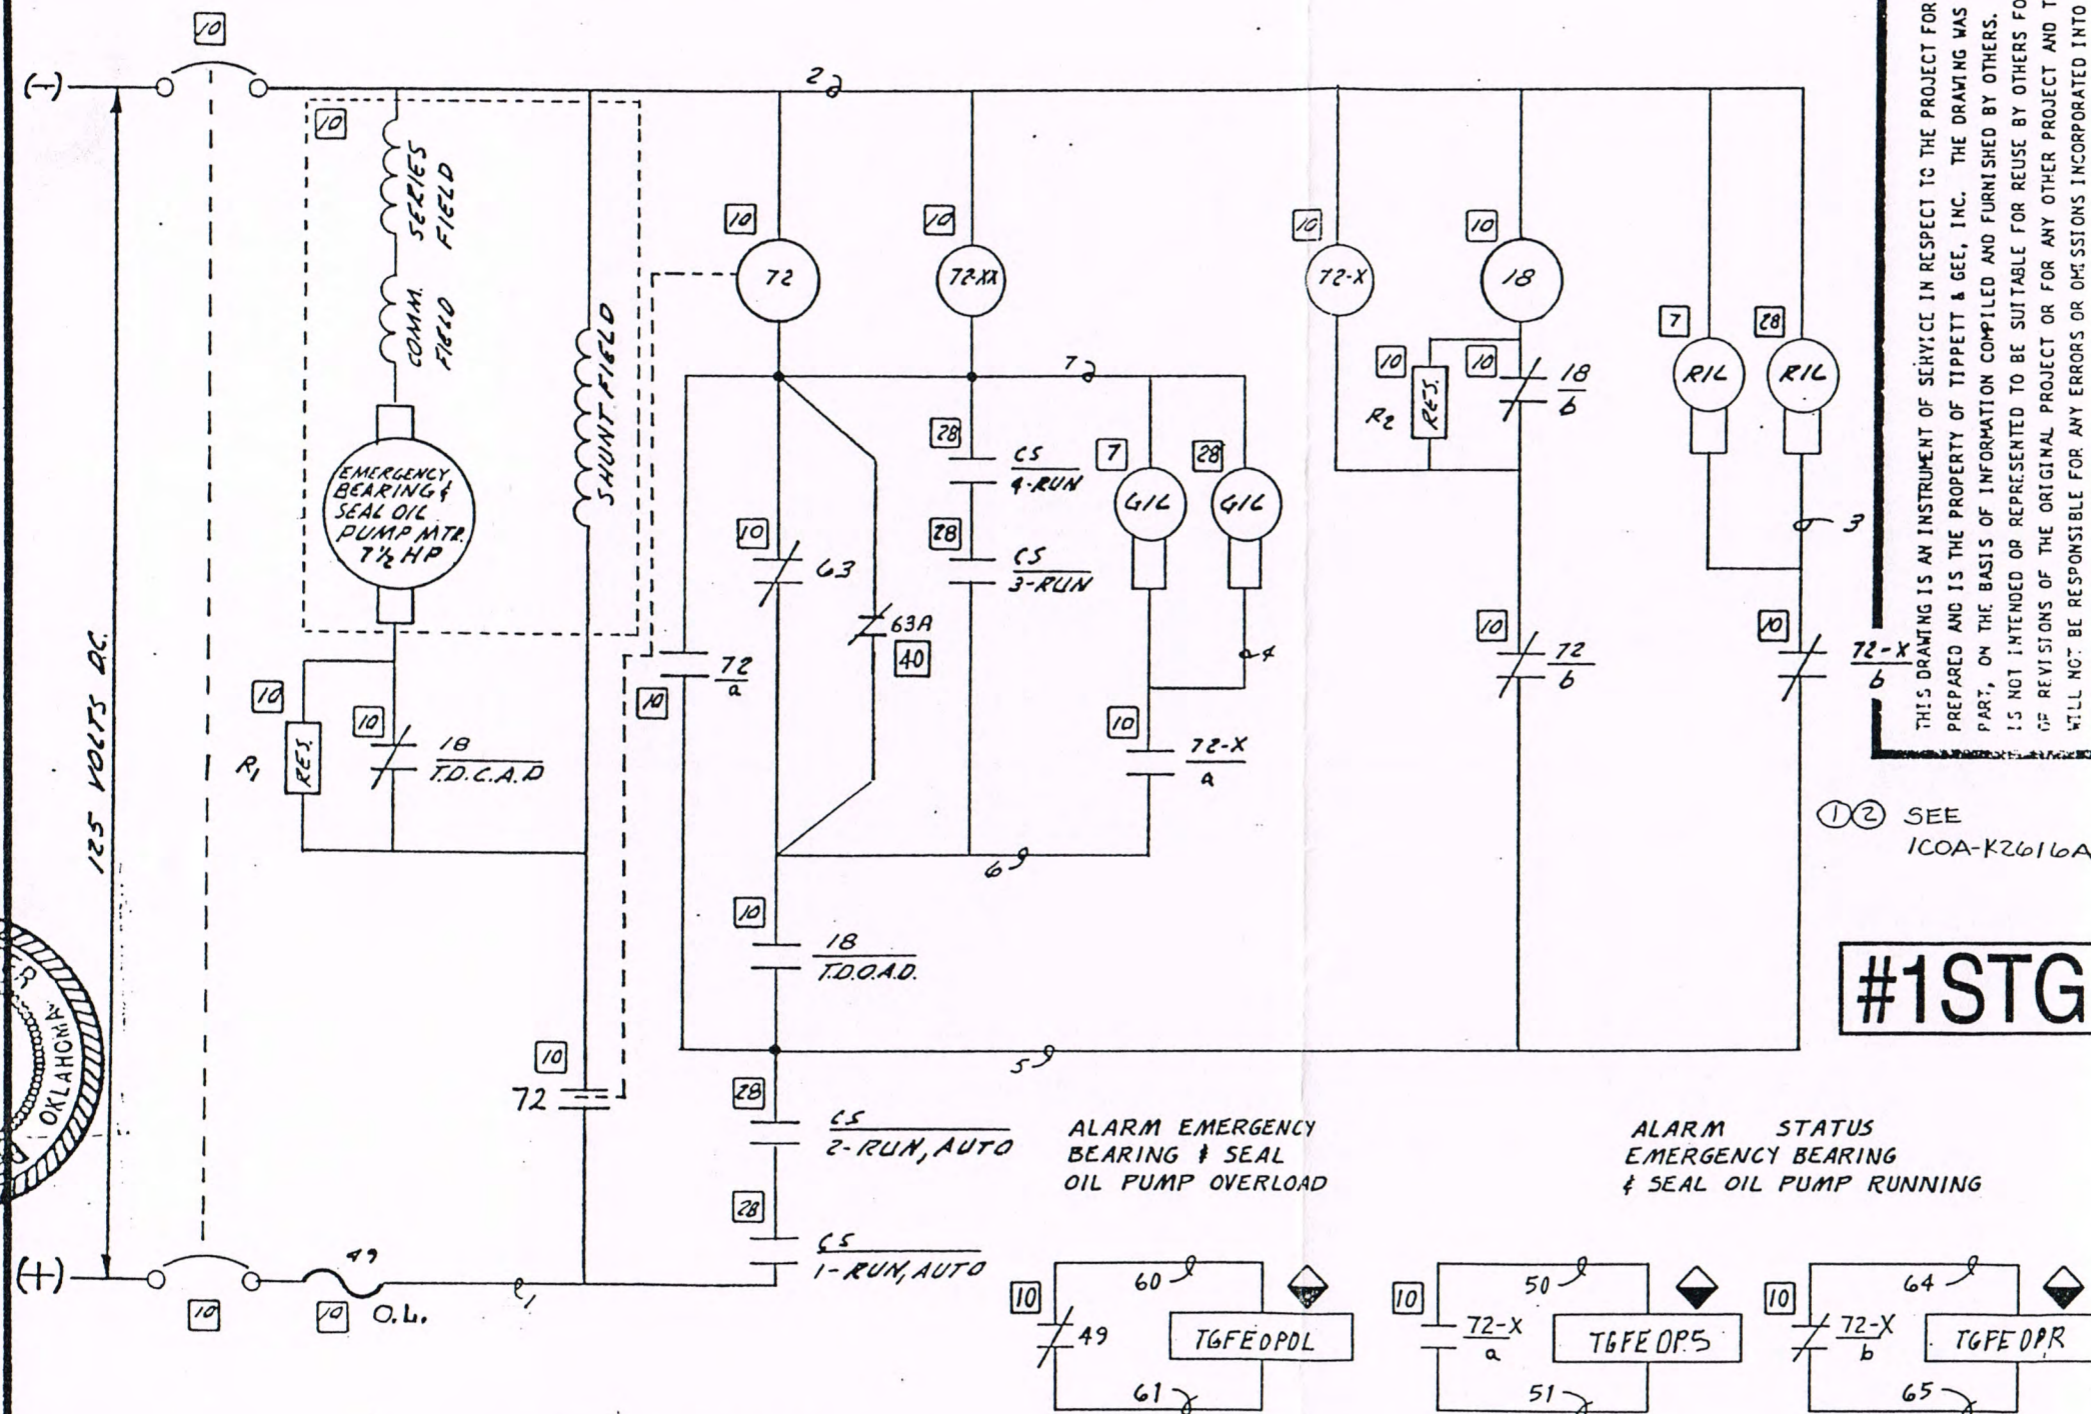 10
(-)
2
10
SERIES
FIELD
COMM.
FIELD
SHUNT FIELD
EMERGENCY
BEARING &
SEAL OIL
PUMP MTR.
7½ HP
10
72
10
72-XX
10
72-X
10
18
7
RIL
28
RIL
10
RES.
R2
10
18
b
7
28
CS
4-RUN
28
CS
3-RUN
7
GIL
28
GIL
3
10
63
63A
40
4
10
72
a
10
72-X
a
10
72
b
10
72-X
b
125 VOLTS D.C.
10
RES.
R1
10
18
T.D.C.A.D
6
10
18
T.D.O.A.D.
5
10
72
28
CS
2-RUN, AUTO
28
CS
1-RUN, AUTO
(+)
10
49
10
O.L.
1
OKLAHOMA
THIS DRAWING IS AN INSTRUMENT OF SERVICE IN RESPECT TO THE PROJECT FOR
PREPARED AND IS THE PROPERTY OF TIPPETT & GEE, INC. THE DRAWING WAS
PART, ON THE BASIS OF INFORMATION COMPILED AND FURNISHED BY OTHERS.
IS NOT INTENDED OR REPRESENTED TO BE SUITABLE FOR REUSE BY OTHERS
OF REVISIONS OF THE ORIGINAL PROJECT OR FOR ANY OTHER PROJECT AND
WILL NOT BE RESPONSIBLE FOR ANY ERRORS OR OMISSIONS INCORPORATED INTO
1 2 SEE
1COA-K2616A
#1STG
ALARM EMERGENCY
BEARING & SEAL
OIL PUMP OVERLOAD
10
49
60
TGFEOPOL
61
ALARM STATUS
EMERGENCY BEARING
& SEAL OIL PUMP RUNNING
10
72-X
a
50
TGFEOPS
51
10
72-X
b
64
TGFEOPR
65